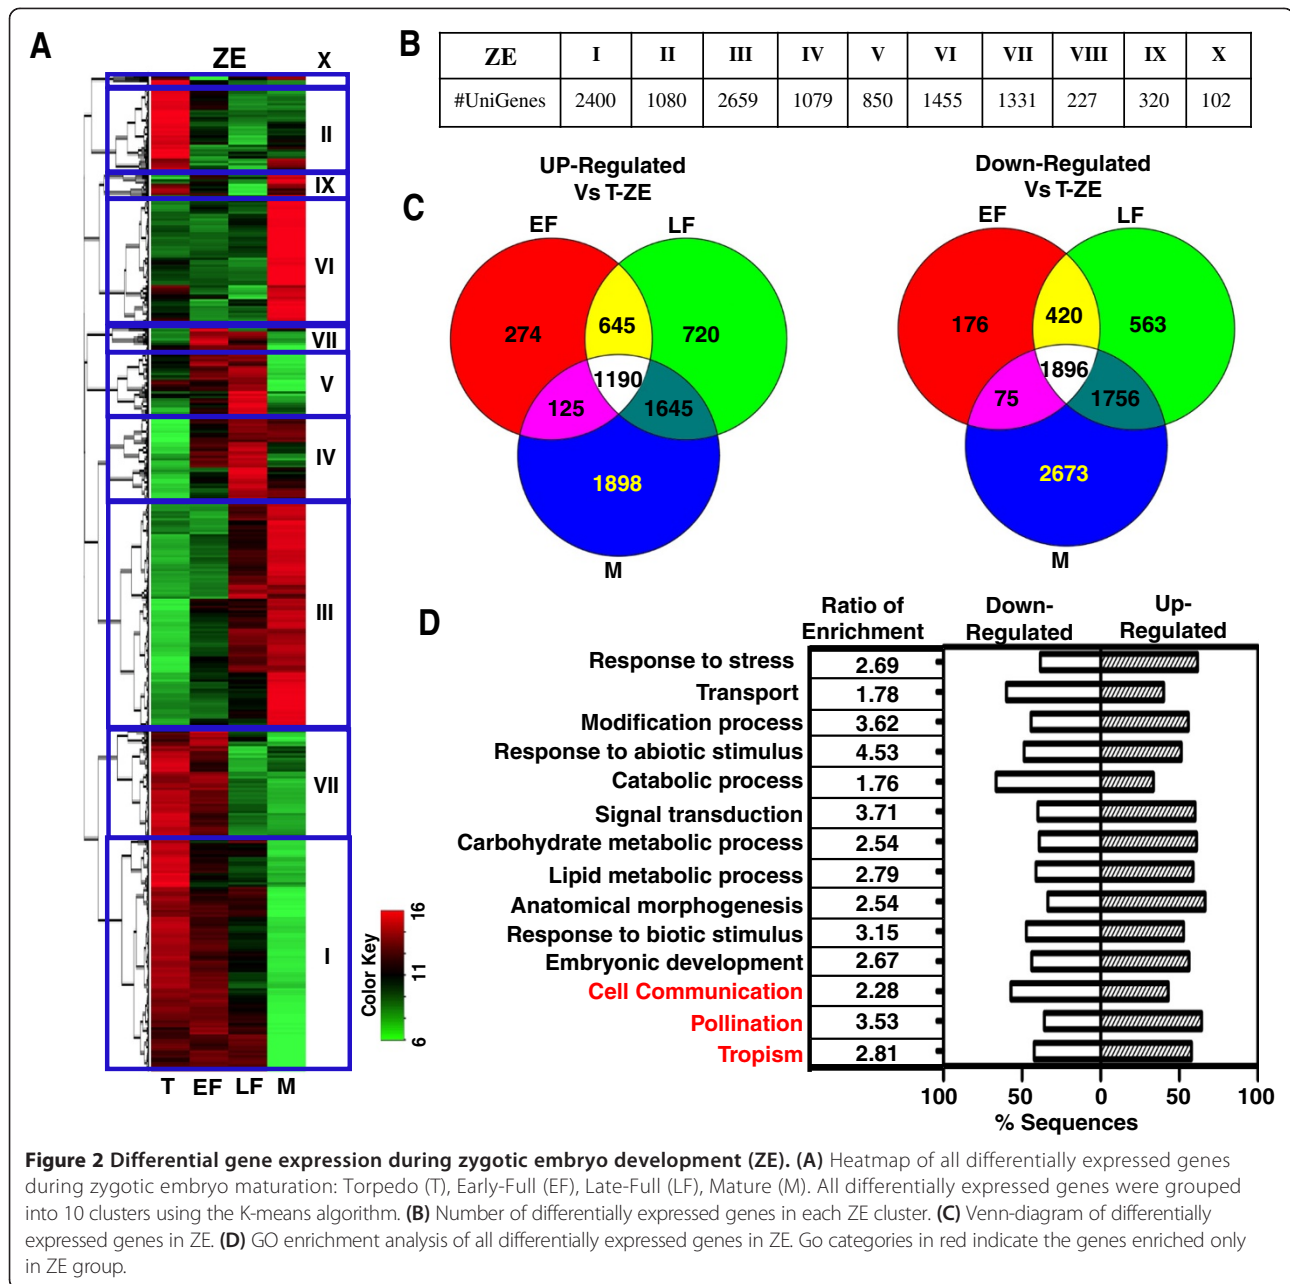 A
ZE
X
II
IX
VI
VII
V
IV
III
VII
I
T EF LF M
Color Key
16
11
6
B
ZE I II III IV V VI VII VIII IX X
#UniGenes 2400 1080 2659 1079 850 1455 1331 227 320 102
C
UP-Regulated
Vs T-ZE
EF
LF
274
645
720
1190
125
1645
1898
M
Down-Regulated
Vs T-ZE
EF
LF
176
420
563
1896
75
1756
2673
M
D
Ratio of
Enrichment
Down-
Regulated
Up-
Regulated
Response to stress 2.69
Transport 1.78
Modification process 3.62
Response to abiotic stimulus 4.53
Catabolic process 1.76
Signal transduction 3.71
Carbohydrate metabolic process 2.54
Lipid metabolic process 2.79
Anatomical morphogenesis 2.54
Response to biotic stimulus 3.15
Embryonic development 2.67
Cell Communication 2.28
Pollination 3.53
Tropism 2.81
100 50 0 50 100
% Sequences
Figure 2 Differential gene expression during zygotic embryo development (ZE). (A) Heatmap of all differentially expressed genes
during zygotic embryo maturation: Torpedo (T), Early-Full (EF), Late-Full (LF), Mature (M). All differentially expressed genes were grouped
into 10 clusters using the K-means algorithm. (B) Number of differentially expressed genes in each ZE cluster. (C) Venn-diagram of differentially
expressed genes in ZE. (D) GO enrichment analysis of all differentially expressed genes in ZE. Go categories in red indicate the genes enriched only
in ZE group.